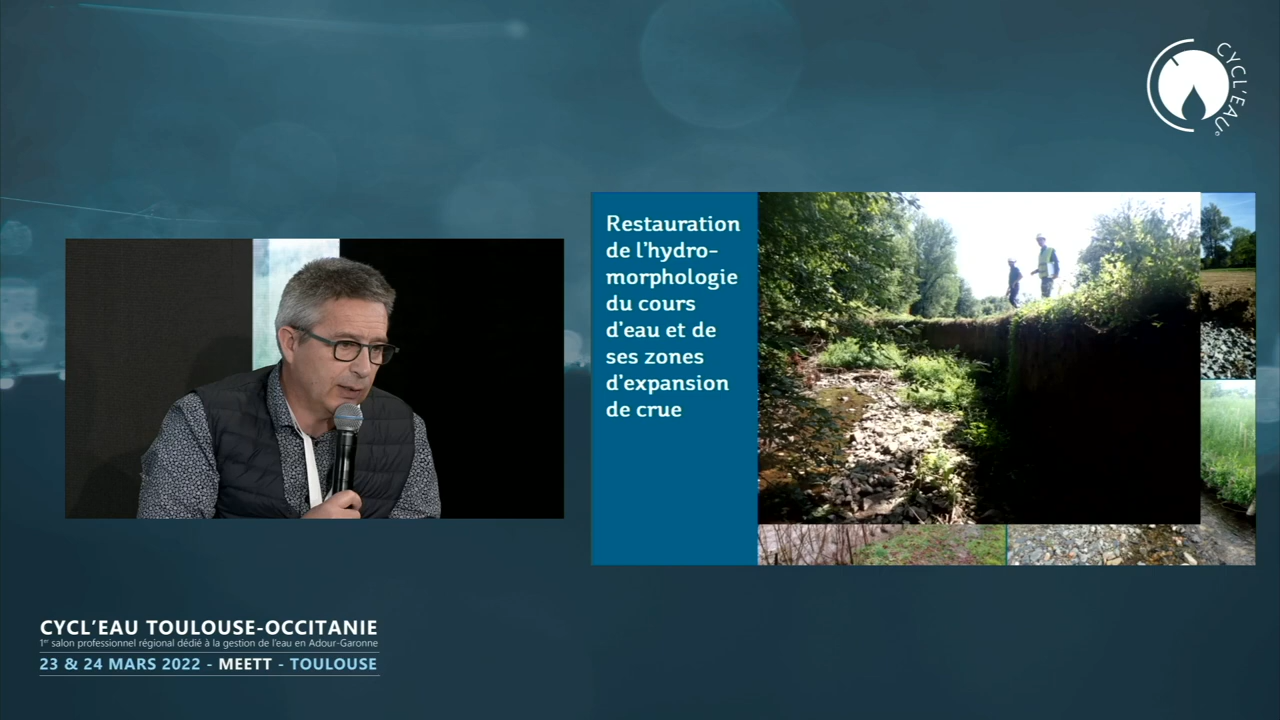 CYCL'EAU®
Restauration
de l'hydro-
morphologie
du cours
d'eau et de
ses zones
d'expansion
de crue
CYCL'EAU TOULOUSE-OCCITANIE
1er salon professionnel régional dédié à la gestion de l'eau en Adour-Garonne
23 & 24 MARS 2022 - MEETT - TOULOUSE